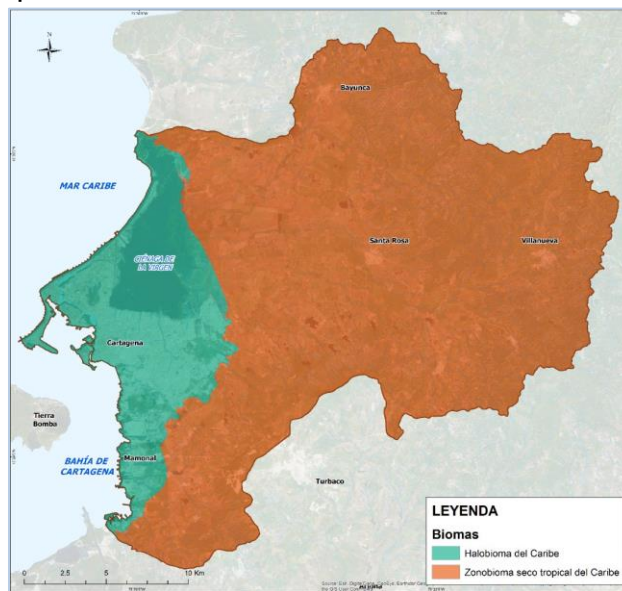 N
Bayunca
MAR CARIBE
CIÉNAGA DE
LA VIRGEN
Santa Rosa
Villanueva
Cartagena
Tierra
Bomba
BAHÍA DE
CARTAGENA
Mamonal
Turbaco
LEYENDA
Biomas
Halobioma del Caribe
Zonobioma seco tropical del Caribe
0 2.5 5 10 Km